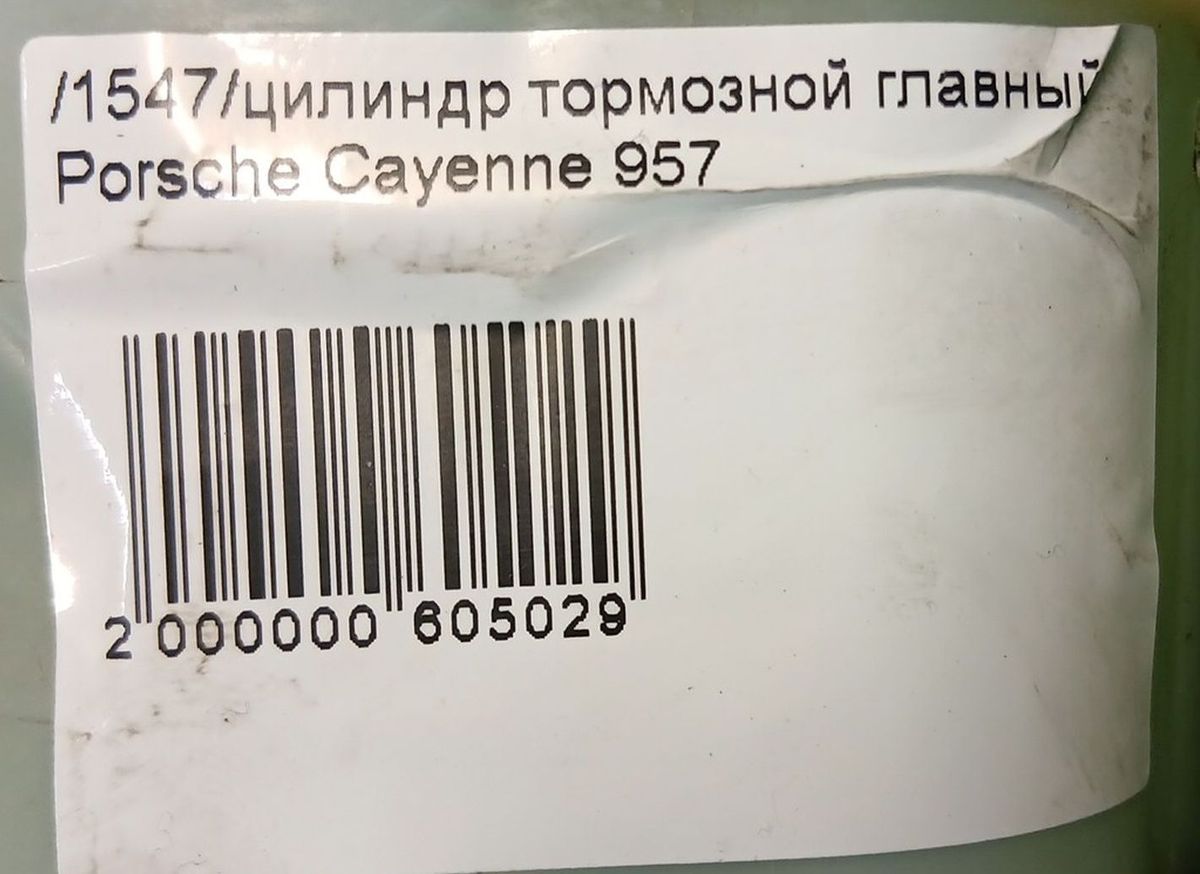 /1547/цилиндр тормозной главный
Porsche Cayenne 957
2 000000 605029